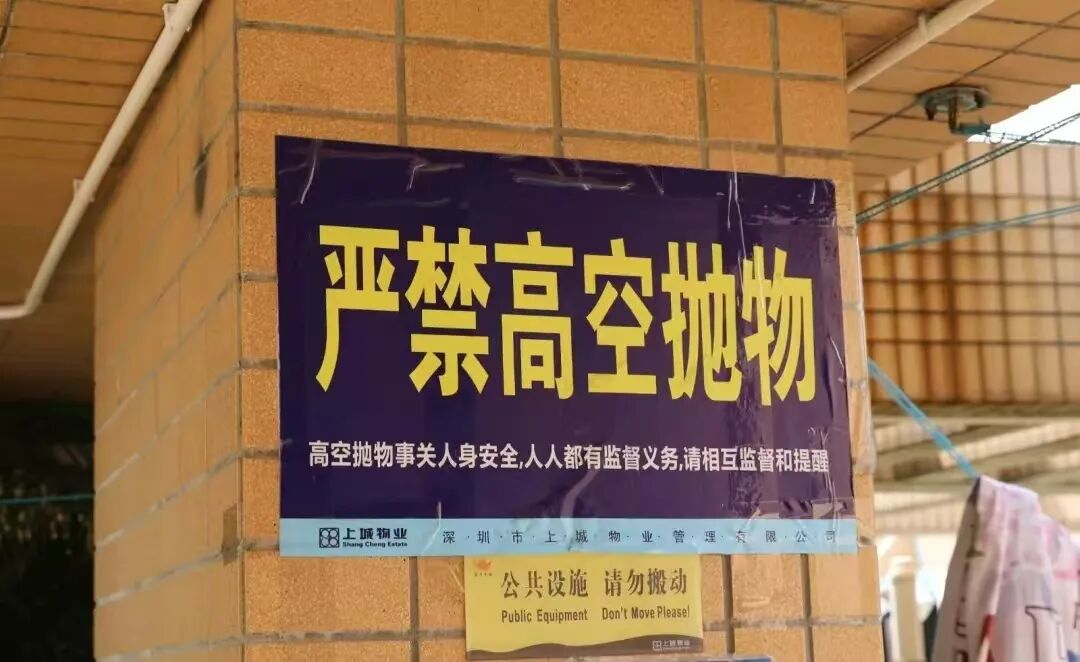 严禁高空抛物
高空抛物事关人身安全,人人都有监督义务,请相互监督和提醒
上城物业
Shang Cheng Estate
深·圳·市·上·城·物·业·管·理·有·限·公·司
公共设施 请勿搬动
Public Equipment Don't Move Please!
上城物业